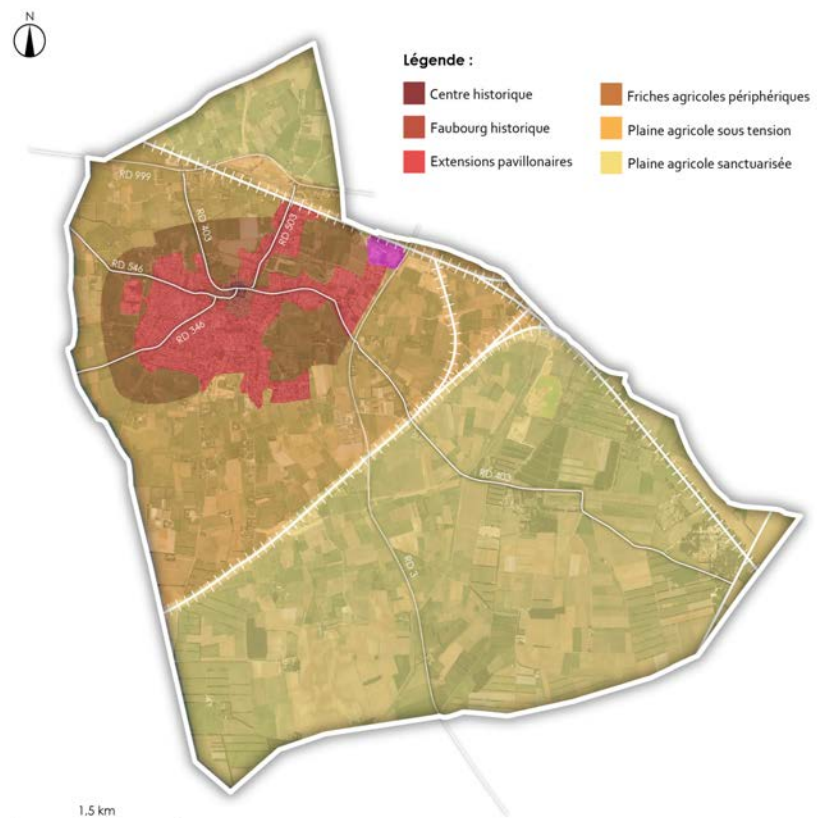 N
Légende :
Centre historique
Faubourg historique
Extensions pavillonaires
Friches agricoles périphériques
Plaine agricole sous tension
Plaine agricole sanctuarisée
RD 999
RD 403
RD 503
RD 546
RD 346
RD 403
RD 3
1,5 km